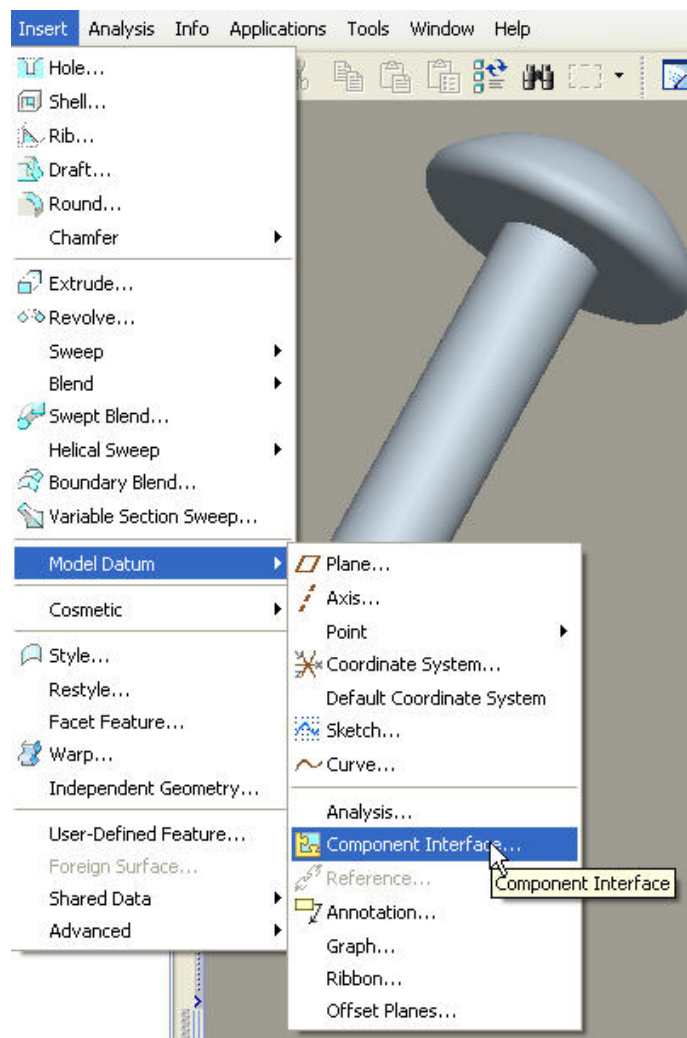 Insert Analysis Info Applications Tools Window Help
Hole...
Shell...
Rib...
Draft...
Round...
Chamfer
Extrude...
Revolve...
Sweep
Blend
Swept Blend...
Helical Sweep
Boundary Blend...
Variable Section Sweep...
Model Datum
Cosmetic
Style...
Restyle...
Facet Feature...
Warp...
Independent Geometry...
User-Defined Feature...
Foreign Surface...
Shared Data
Advanced
Plane...
Axis...
Point
Coordinate System...
Default Coordinate System
Sketch...
Curve...
Analysis...
Component Interface...
Reference...
Component Interface
Annotation...
Graph...
Ribbon...
Offset Planes...